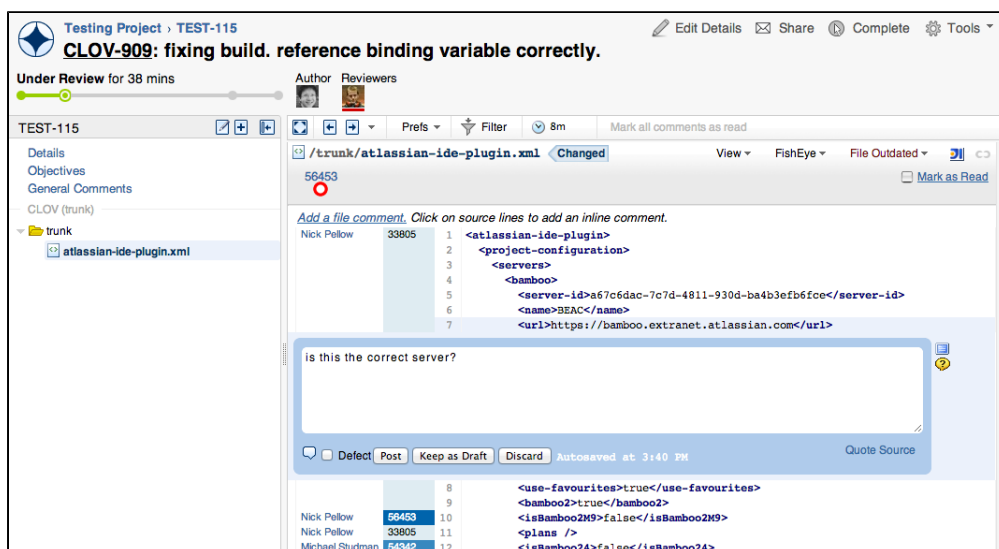 Testing Project › TEST-115
Edit Details Share Complete Tools
CLOV-909: fixing build. reference binding variable correctly.
Under Review for 38 mins
Author Reviewers
TEST-115
Prefs Filter 8m Mark all comments as read
Details
Objectives
General Comments
CLOV (trunk)
trunk
atlassian-ide-plugin.xml
/trunk/atlassian-ide-plugin.xml Changed View FishEye File Outdated
56453
Mark as Read
Add a file comment. Click on source lines to add an inline comment.
Nick Pellow 33805 1 <atlassian-ide-plugin>
2 <project-configuration>
3 <servers>
4 <bamboo>
5 <server-id>a67c6dac-7c7d-4811-930d-ba4b3efb6fce</server-id>
6 <name>BEAC</name>
7 <url>https://bamboo.extranet.atlassian.com</url>
is this the correct server?
Defect Post Keep as Draft Discard Autosaved at 3:40 PM Quote Source
8 <use-favourites>true</use-favourites>
9 <bamboo2>true</bamboo2>
Nick Pellow 56453 10 <isBamboo2M9>false</isBamboo2M9>
Nick Pellow 33805 11 <plans />
Michael Studman 54342 12 <isBamboo24>false</isBamboo24>